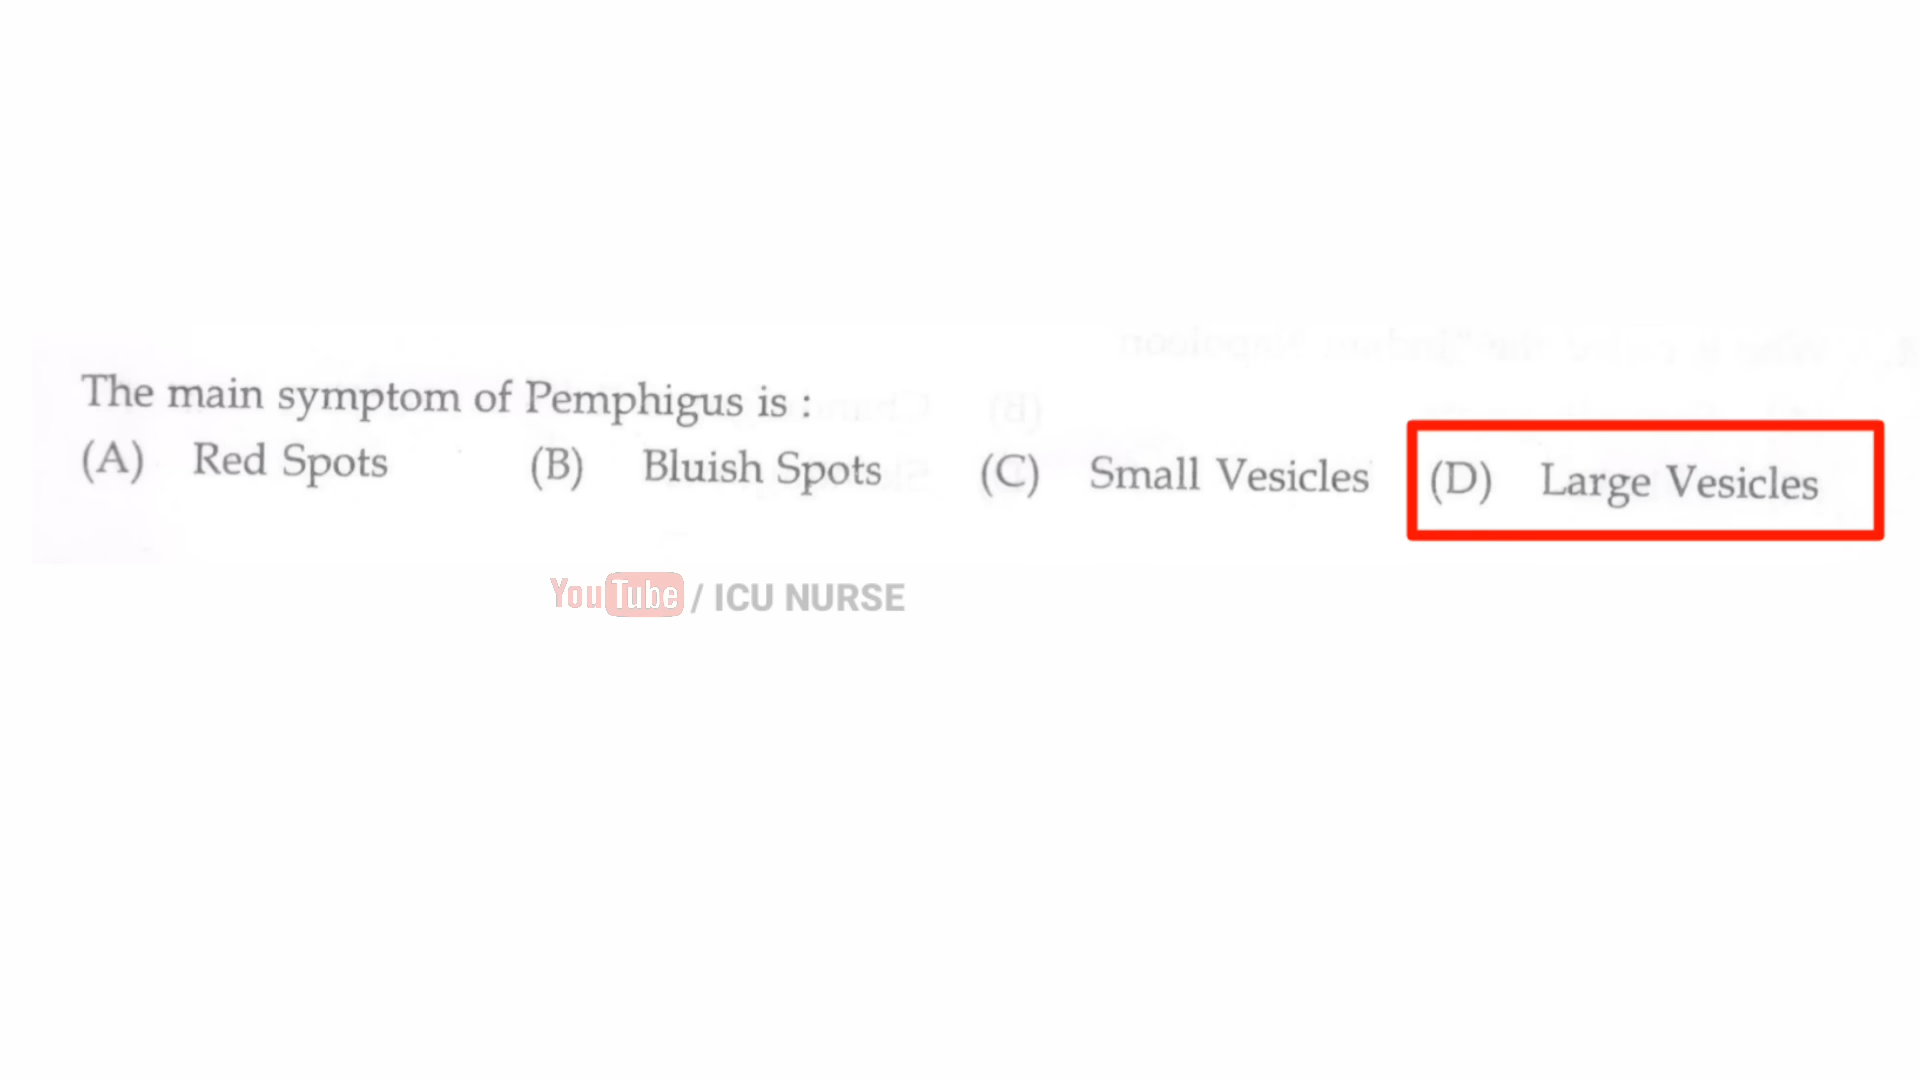 The main symptom of Pemphigus is :
(A) Red Spots (B) Bluish Spots (C) Small Vesicles (D) Large Vesicles
YouTube / ICU NURSE